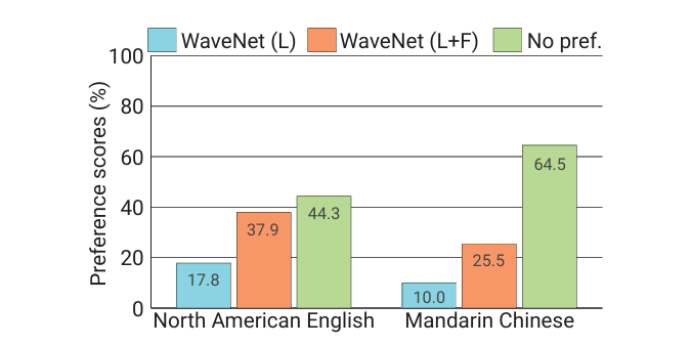 WaveNet (L) WaveNet (L+F) No pref.
Preference scores (%)
100
80
60
40
20
0
17.8 37.9 44.3 10.0 25.5 64.5
North American English Mandarin Chinese